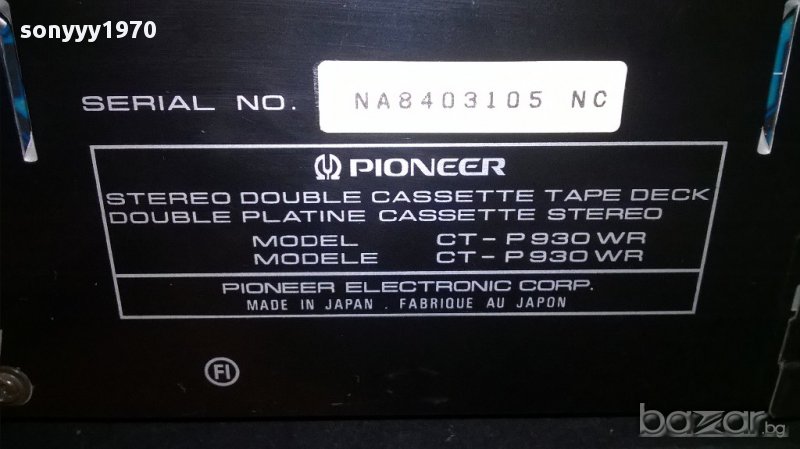 sonyyy1970
SERIAL NO. NA8403105 NC
PIONEER
STEREO DOUBLE CASSETTE TAPE DECK
DOUBLE PLATINE CASSETTE STEREO
MODEL CT-P930WR
MODELE CT-P930WR
PIONEER ELECTRONIC CORP.
MADE IN JAPAN . FABRIQUE AU JAPON
FI
bazar.bg